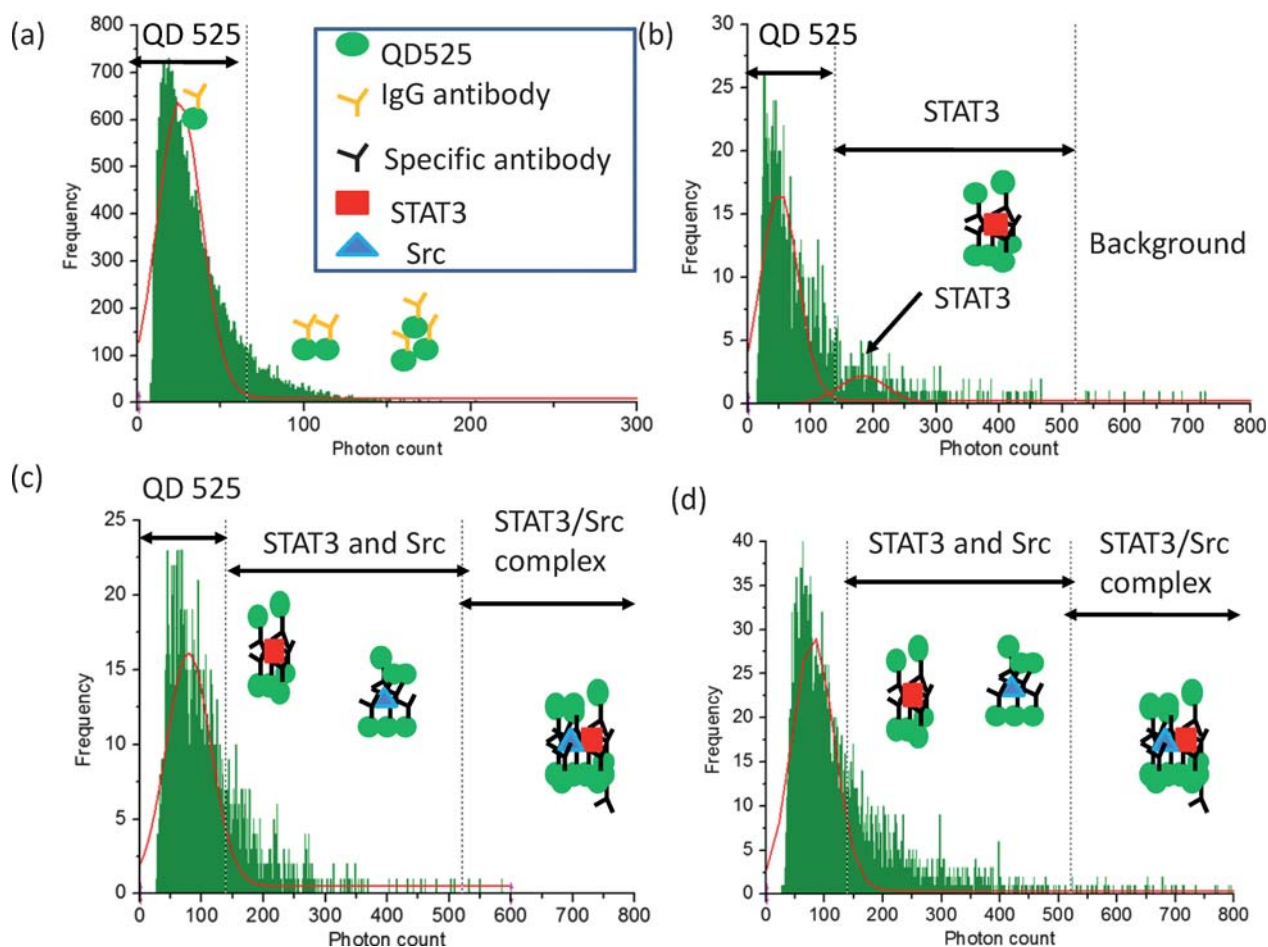 (a)
QD 525
800
700
600
500
400
300
200
100
0
Frequency
0
100
200
300
Photon count
QD525
IgG antibody
Specific antibody
STAT3
Src
(b)
QD 525
30
25
20
15
10
5
0
Frequency
STAT3
STAT3
Background
0
100
200
300
400
500
600
700
800
Photon count
(c)
QD 525
25
20
15
10
5
0
Frequency
STAT3 and Src
STAT3/Src
complex
0
100
200
300
400
500
600
700
800
Photon count
(d)
40
35
30
25
20
15
10
5
0
Frequency
STAT3 and Src
STAT3/Src
complex
0
100
200
300
400
500
600
700
800
Photon count